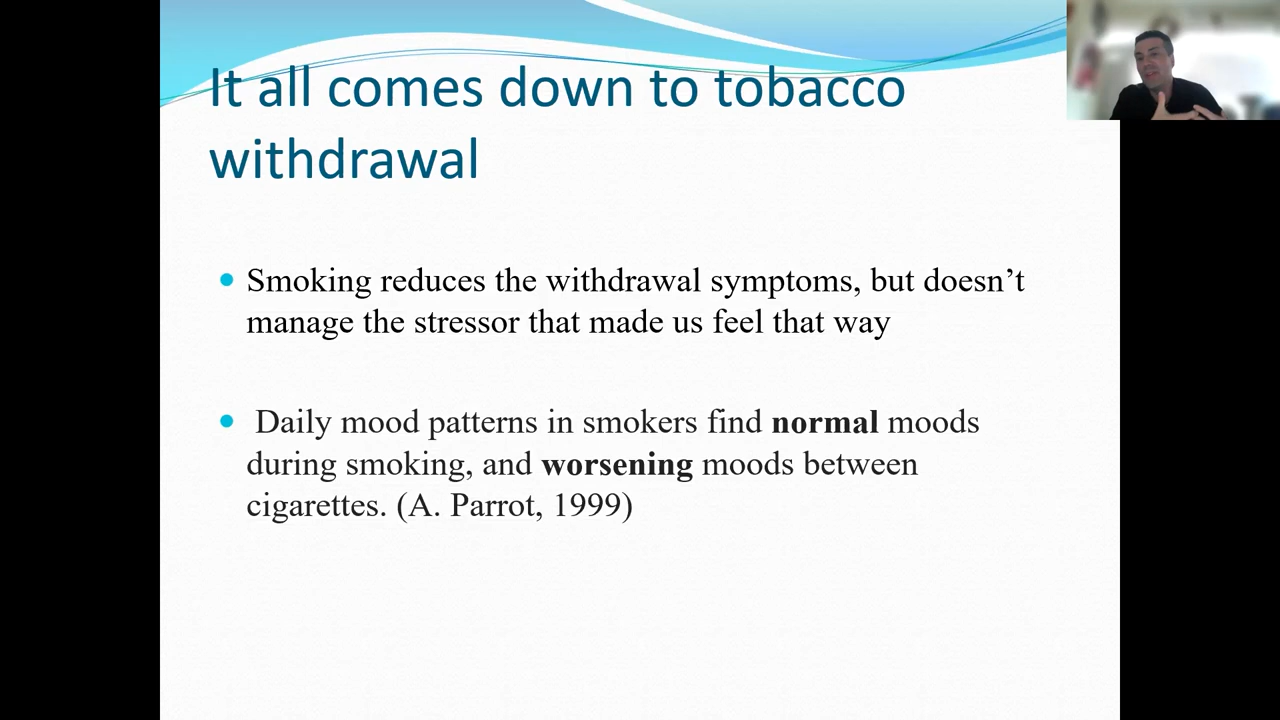 It all comes down to tobacco
withdrawal
Smoking reduces the withdrawal symptoms, but doesn’t
manage the stressor that made us feel that way
Daily mood patterns in smokers find normal moods
during smoking, and worsening moods between
cigarettes. (A. Parrot, 1999)